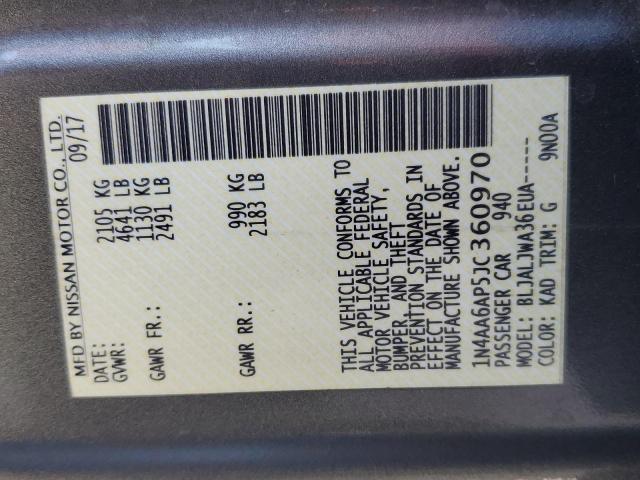 MFD BY NISSAN MOTOR CO., LTD.
DATE: 09/17
GVWR: 2105 KG
4641 LB
GAWR FR.: 1130 KG
2491 LB
GAWR RR.: 990 KG
2183 LB
THIS VEHICLE CONFORMS TO
ALL APPLICABLE FEDERAL
MOTOR VEHICLE SAFETY,
BUMPER, AND THEFT
PREVENTION STANDARDS IN
EFFECT ON THE DATE OF
MANUFACTURE SHOWN ABOVE.
1N4AA6AP5JC360970
PASSENGER CAR 940
MODEL: BLJALJWA36EUA-----
COLOR: KAD TRIM: G 9N00A